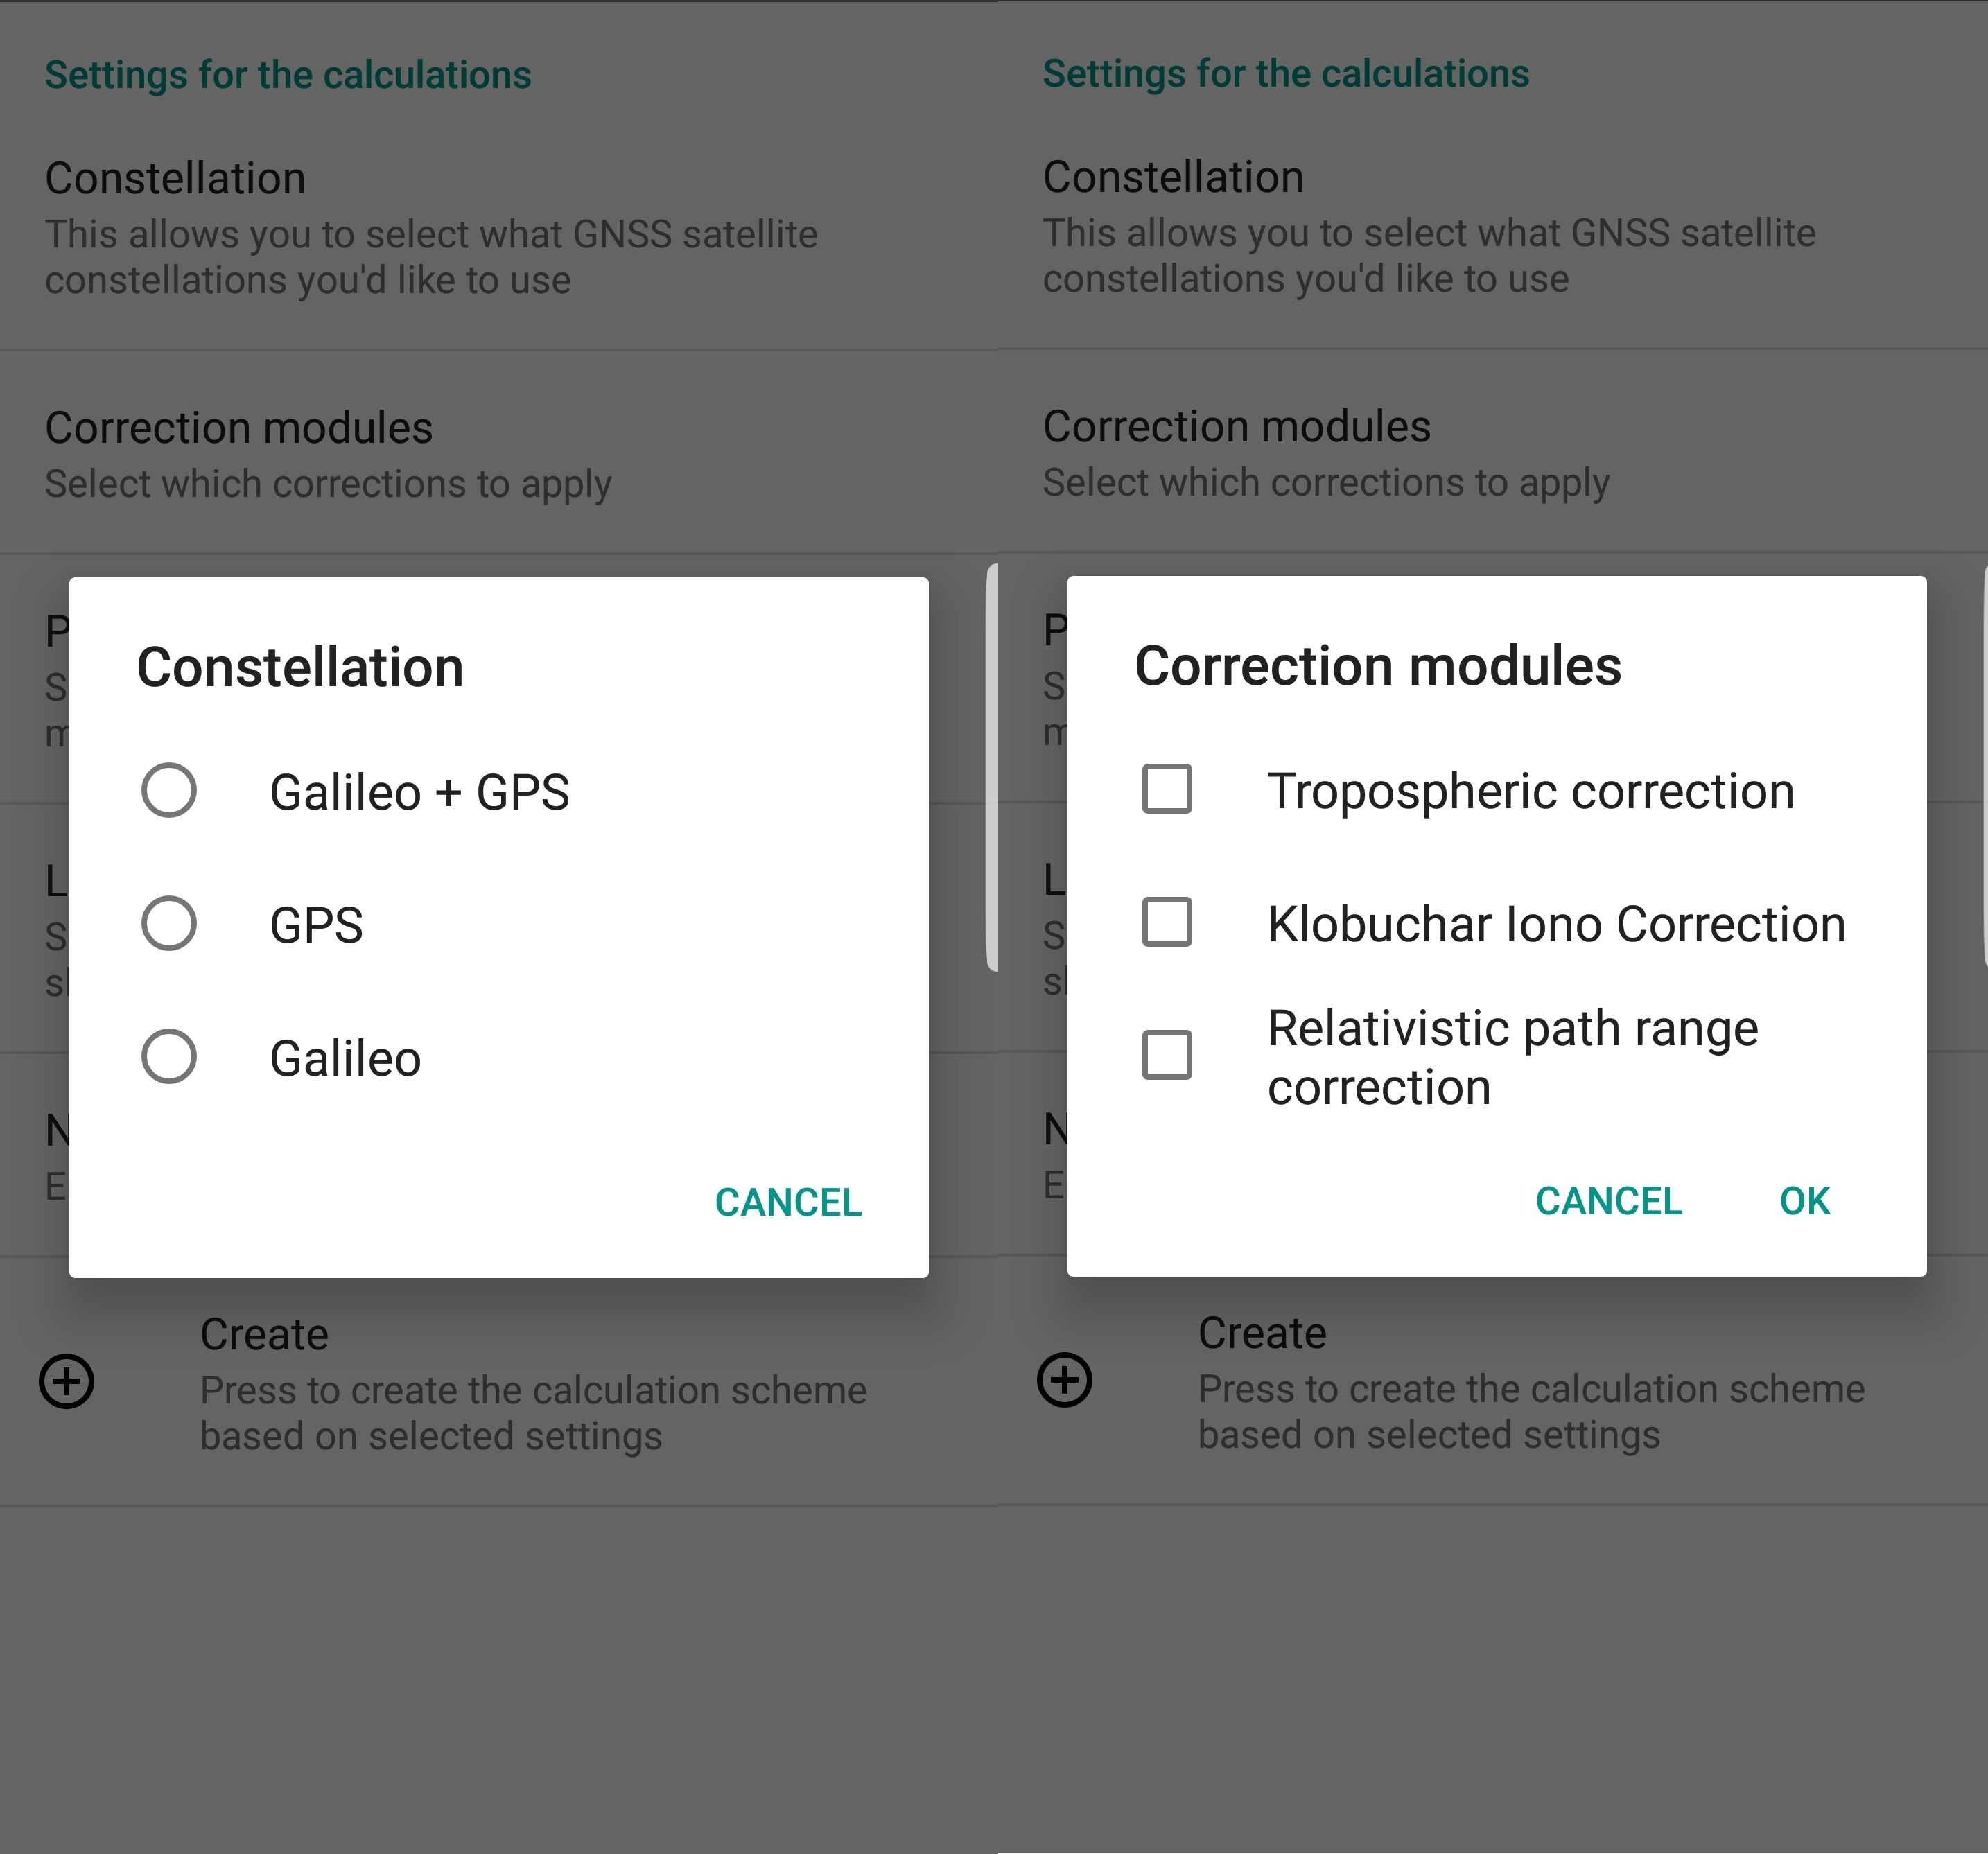 Settings for the calculations
Constellation
This allows you to select what GNSS satellite
constellations you'd like to use
Correction modules
Select which corrections to apply
Constellation
Galileo + GPS
GPS
Galileo
CANCEL
Create
Press to create the calculation scheme
based on selected settings
Settings for the calculations
Constellation
This allows you to select what GNSS satellite
constellations you'd like to use
Correction modules
Select which corrections to apply
Correction modules
Tropospheric correction
Klobuchar Iono Correction
Relativistic path range
correction
CANCEL OK
Create
Press to create the calculation scheme
based on selected settings